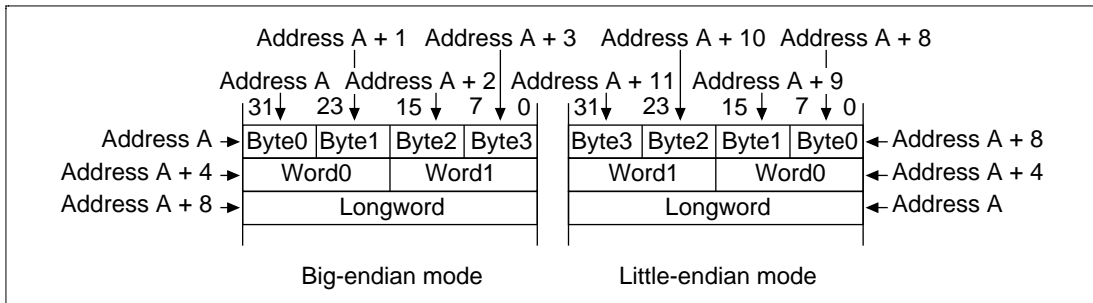 Address A + 1 Address A + 3 Address A + 10 Address A + 8
Address A Address A + 2 Address A + 11 Address A + 9
31 23 15 7 0 31 23 15 7 0
Address A Byte0 Byte1 Byte2 Byte3 Byte3 Byte2 Byte1 Byte0 Address A + 8
Address A + 4 Word0 Word1 Word1 Word0 Address A + 4
Address A + 8 Longword Longword Address A
Big-endian mode Little-endian mode